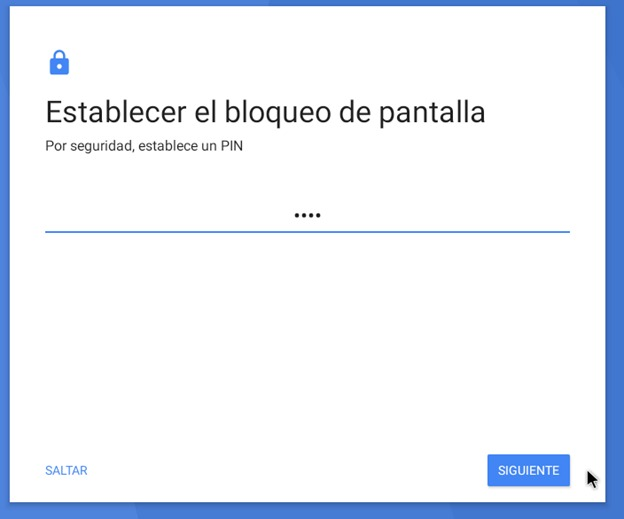 Establecer el bloqueo de pantalla
Por seguridad, establece un PIN
••••
SALTAR
SIGUIENTE